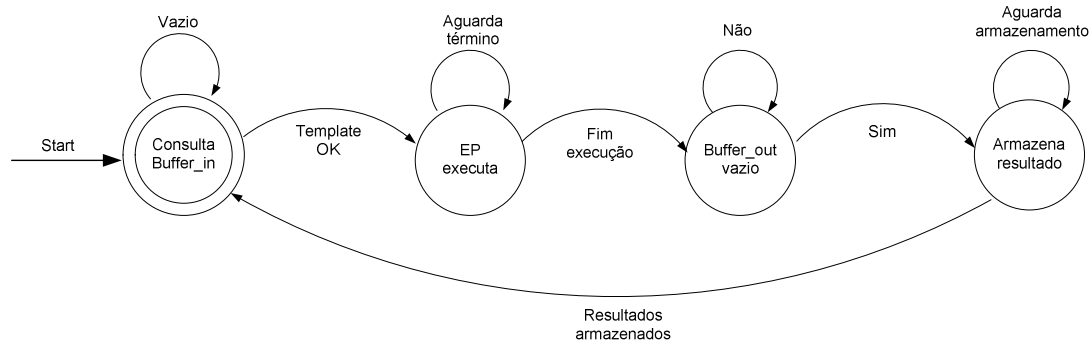 Vazio
Aguarda
término
Não
Aguarda
armazenamento
Start
Consulta
Buffer_in
Template
OK
EP
executa
Fim
execução
Buffer_out
vazio
Sim
Armazena
resultado
Resultados
armazenados